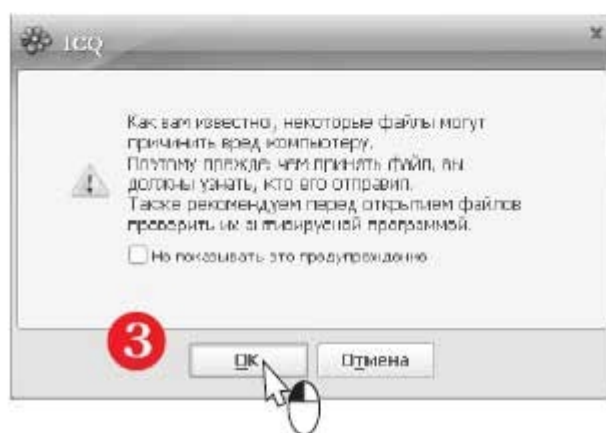 ICQ
Как вам известно, некоторые файлы могут
причинить вред компьютеру.
Поэтому прежде, чем принять файл, вы
должны узнать, кто его отправил.
Также рекомендуем перед открытием файлов
проверить их антивирусной программой.
Не показывать это предупреждение
3
OK
Отмена